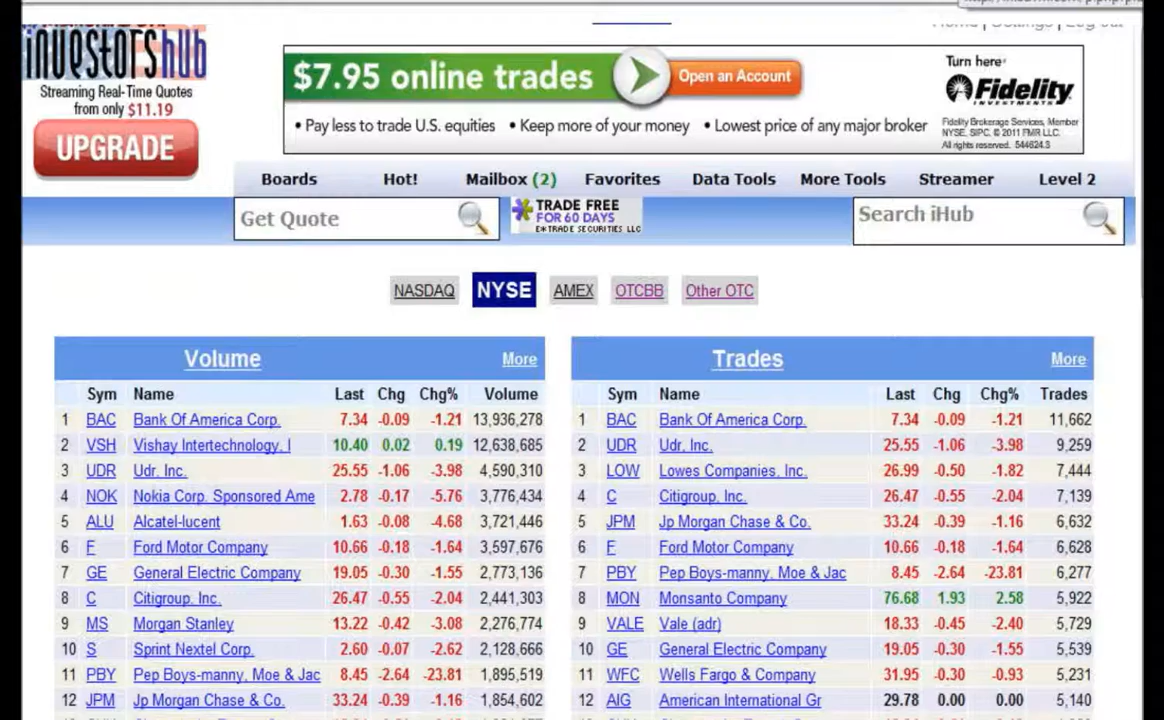 investorshub
Streaming Real-Time Quotes
from only $11.19
UPGRADE
$7.95 online trades
Open an Account
• Pay less to trade U.S. equities • Keep more of your money • Lowest price of any major broker
Turn here
Fidelity
INVESTMENTS
Fidelity Brokerage Services, Member
NYSE, SIPC. © 2011 FMR LLC.
All rights reserved. 544624.3
Boards Hot! Mailbox (2) Favorites Data Tools More Tools Streamer Level 2
Get Quote
TRADE FREE
FOR 60 DAYS
E*TRADE SECURITIES LLC
Search iHub
NASDAQ NYSE AMEX OTCBB Other OTC
Volume More
Sym Name Last Chg Chg% Volume
1 BAC Bank Of America Corp. 7.34 -0.09 -1.21 13,936,278
2 VSH Vishay Intertechnology, I 10.40 0.02 0.19 12,638,685
3 UDR Udr, Inc. 25.55 -1.06 -3.98 4,590,310
4 NOK Nokia Corp. Sponsored Ame 2.78 -0.17 -5.76 3,776,434
5 ALU Alcatel-lucent 1.63 -0.08 -4.68 3,721,446
6 F Ford Motor Company 10.66 -0.18 -1.64 3,597,676
7 GE General Electric Company 19.05 -0.30 -1.55 2,773,136
8 C Citigroup, Inc. 26.47 -0.55 -2.04 2,441,303
9 MS Morgan Stanley 13.22 -0.42 -3.08 2,276,774
10 S Sprint Nextel Corp. 2.60 -0.07 -2.62 2,128,666
11 PBY Pep Boys-manny, Moe & Jac 8.45 -2.64 -23.81 1,895,519
12 JPM Jp Morgan Chase & Co. 33.24 -0.39 -1.16 1,854,602
Trades More
Sym Name Last Chg Chg% Trades
1 BAC Bank Of America Corp. 7.34 -0.09 -1.21 11,662
2 UDR Udr, Inc. 25.55 -1.06 -3.98 9,259
3 LOW Lowes Companies, Inc. 26.99 -0.50 -1.82 7,444
4 C Citigroup, Inc. 26.47 -0.55 -2.04 7,139
5 JPM Jp Morgan Chase & Co. 33.24 -0.39 -1.16 6,632
6 F Ford Motor Company 10.66 -0.18 -1.64 6,628
7 PBY Pep Boys-manny, Moe & Jac 8.45 -2.64 -23.81 6,277
8 MON Monsanto Company 76.68 1.93 2.58 5,922
9 VALE Vale (adr) 18.33 -0.45 -2.40 5,729
10 GE General Electric Company 19.05 -0.30 -1.55 5,539
11 WFC Wells Fargo & Company 31.95 -0.30 -0.93 5,231
12 AIG American International Gr 29.78 0.00 0.00 5,140